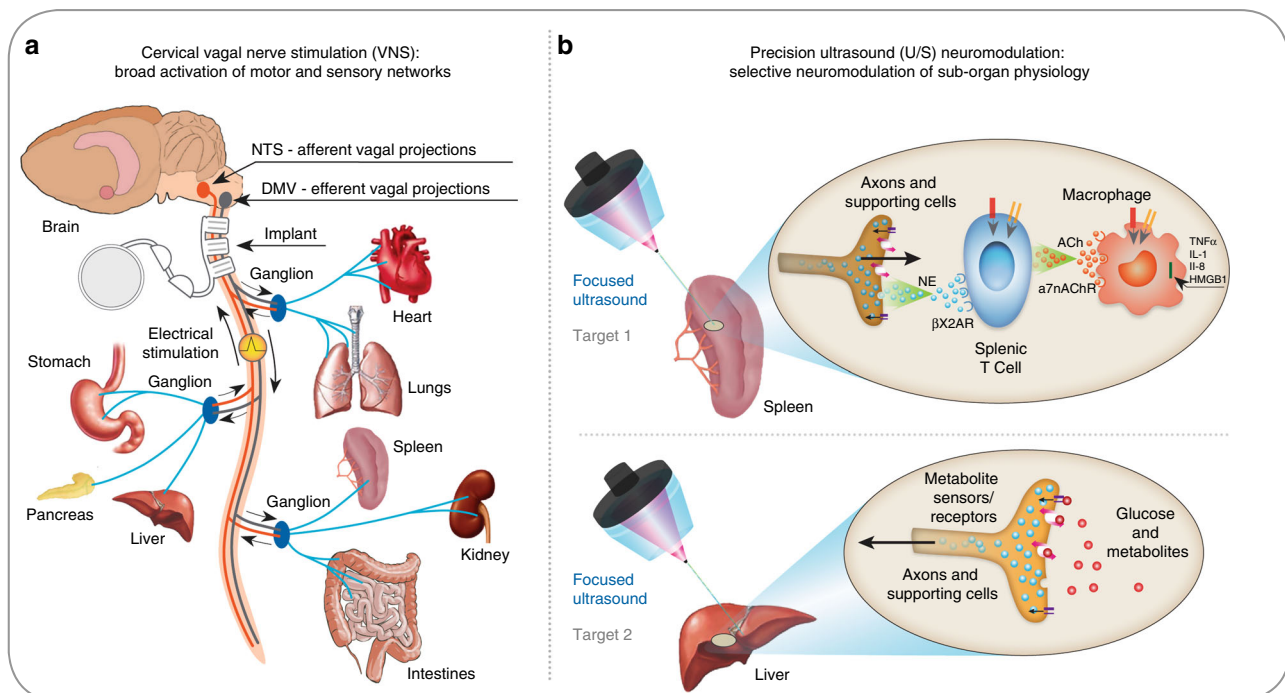 a
Cervical vagal nerve stimulation (VNS):
broad activation of motor and sensory networks
NTS - afferent vagal projections
DMV - efferent vagal projections
Brain
Implant
Ganglion
Heart
Electrical
stimulation
Stomach
Ganglion
Lungs
Spleen
Pancreas
Liver
Ganglion
Kidney
Intestines
b
Precision ultrasound (U/S) neuromodulation:
selective neuromodulation of sub-organ physiology
Focused
ultrasound
Target 1
Spleen
Axons and
supporting cells
NE
βX2AR
Splenic
T Cell
Macrophage
ACh
a7nAChR
TNFα
IL-1
Il-8
HMGB1
Focused
ultrasound
Target 2
Liver
Metabolite
sensors/
receptors
Axons and
supporting cells
Glucose
and
metabolites